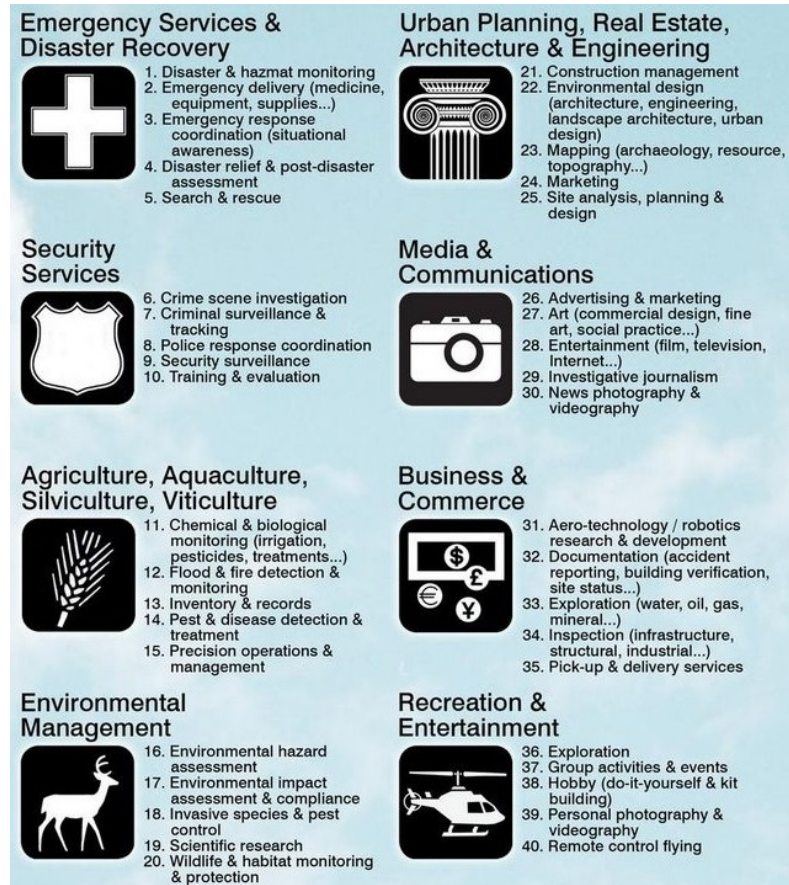 Emergency Services &
Disaster Recovery
1. Disaster & hazmat monitoring
2. Emergency delivery (medicine,
equipment, supplies...)
3. Emergency response
coordination (situational
awareness)
4. Disaster relief & post-disaster
assessment
5. Search & rescue
Security
Services
6. Crime scene investigation
7. Criminal surveillance &
tracking
8. Police response coordination
9. Security surveillance
10. Training & evaluation
Agriculture, Aquaculture,
Silviculture, Viticulture
11. Chemical & biological
monitoring (irrigation,
pesticides, treatments...)
12. Flood & fire detection &
monitoring
13. Inventory & records
14. Pest & disease detection &
treatment
15. Precision operations &
management
Environmental
Management
16. Environmental hazard
assessment
17. Environmental impact
assessment & compliance
18. Invasive species & pest
control
19. Scientific research
20. Wildlife & habitat monitoring
& protection
Urban Planning, Real Estate,
Architecture & Engineering
21. Construction management
22. Environmental design
(architecture, engineering,
landscape architecture, urban
design)
23. Mapping (archaeology, resource,
topography...)
24. Marketing
25. Site analysis, planning &
design
Media &
Communications
26. Advertising & marketing
27. Art (commercial design, fine
art, social practice...)
28. Entertainment (film, television,
Internet...)
29. Investigative journalism
30. News photography &
videography
Business &
Commerce
$
£
€
¥
31. Aero-technology / robotics
research & development
32. Documentation (accident
reporting, building verification,
site status...)
33. Exploration (water, oil, gas,
mineral...)
34. Inspection (infrastructure,
structural, industrial...)
35. Pick-up & delivery services
Recreation &
Entertainment
36. Exploration
37. Group activities & events
38. Hobby (do-it-yourself & kit
building)
39. Personal photography &
videography
40. Remote control flying